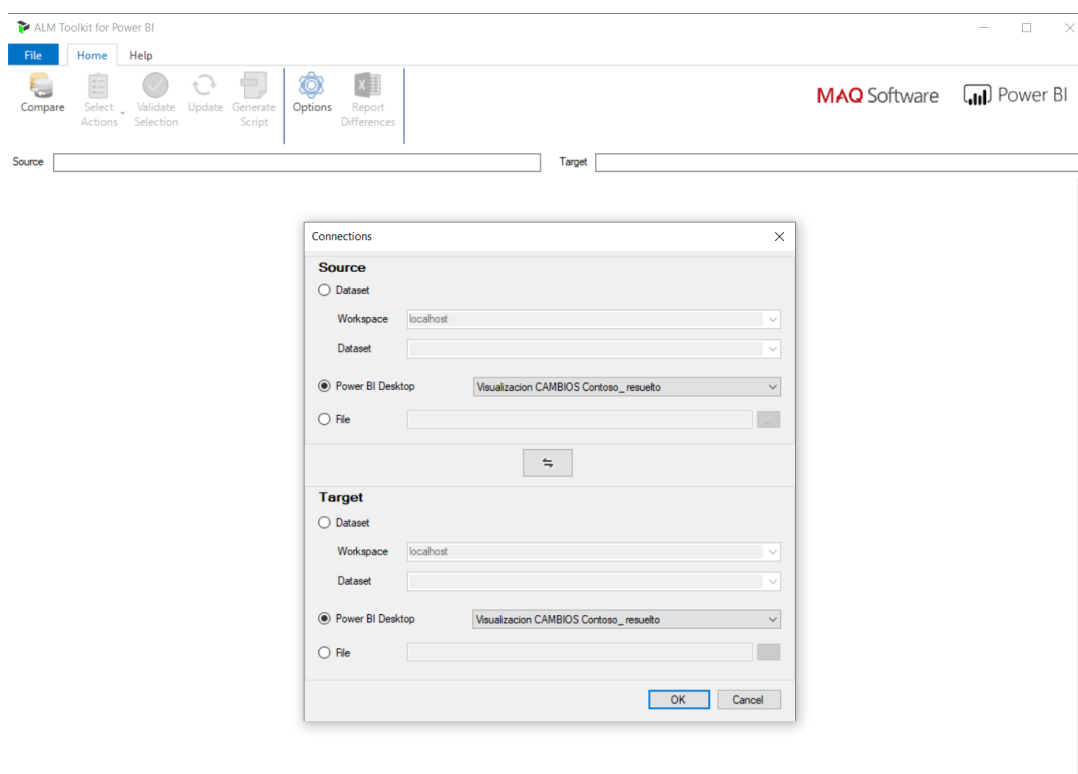 ALM Toolkit for Power BI
File Home Help
Compare Select Actions Validate Selection Update Generate Script Options Report Differences
MAQ Software Power BI
Source Target
Connections
Source
Dataset
Workspace localhost
Dataset
Power BI Desktop Visualizacion CAMBIOS Contoso_ resuelto
File ...
Target
Dataset
Workspace localhost
Dataset
Power BI Desktop Visualizacion CAMBIOS Contoso_ resuelto
File ...
OK Cancel